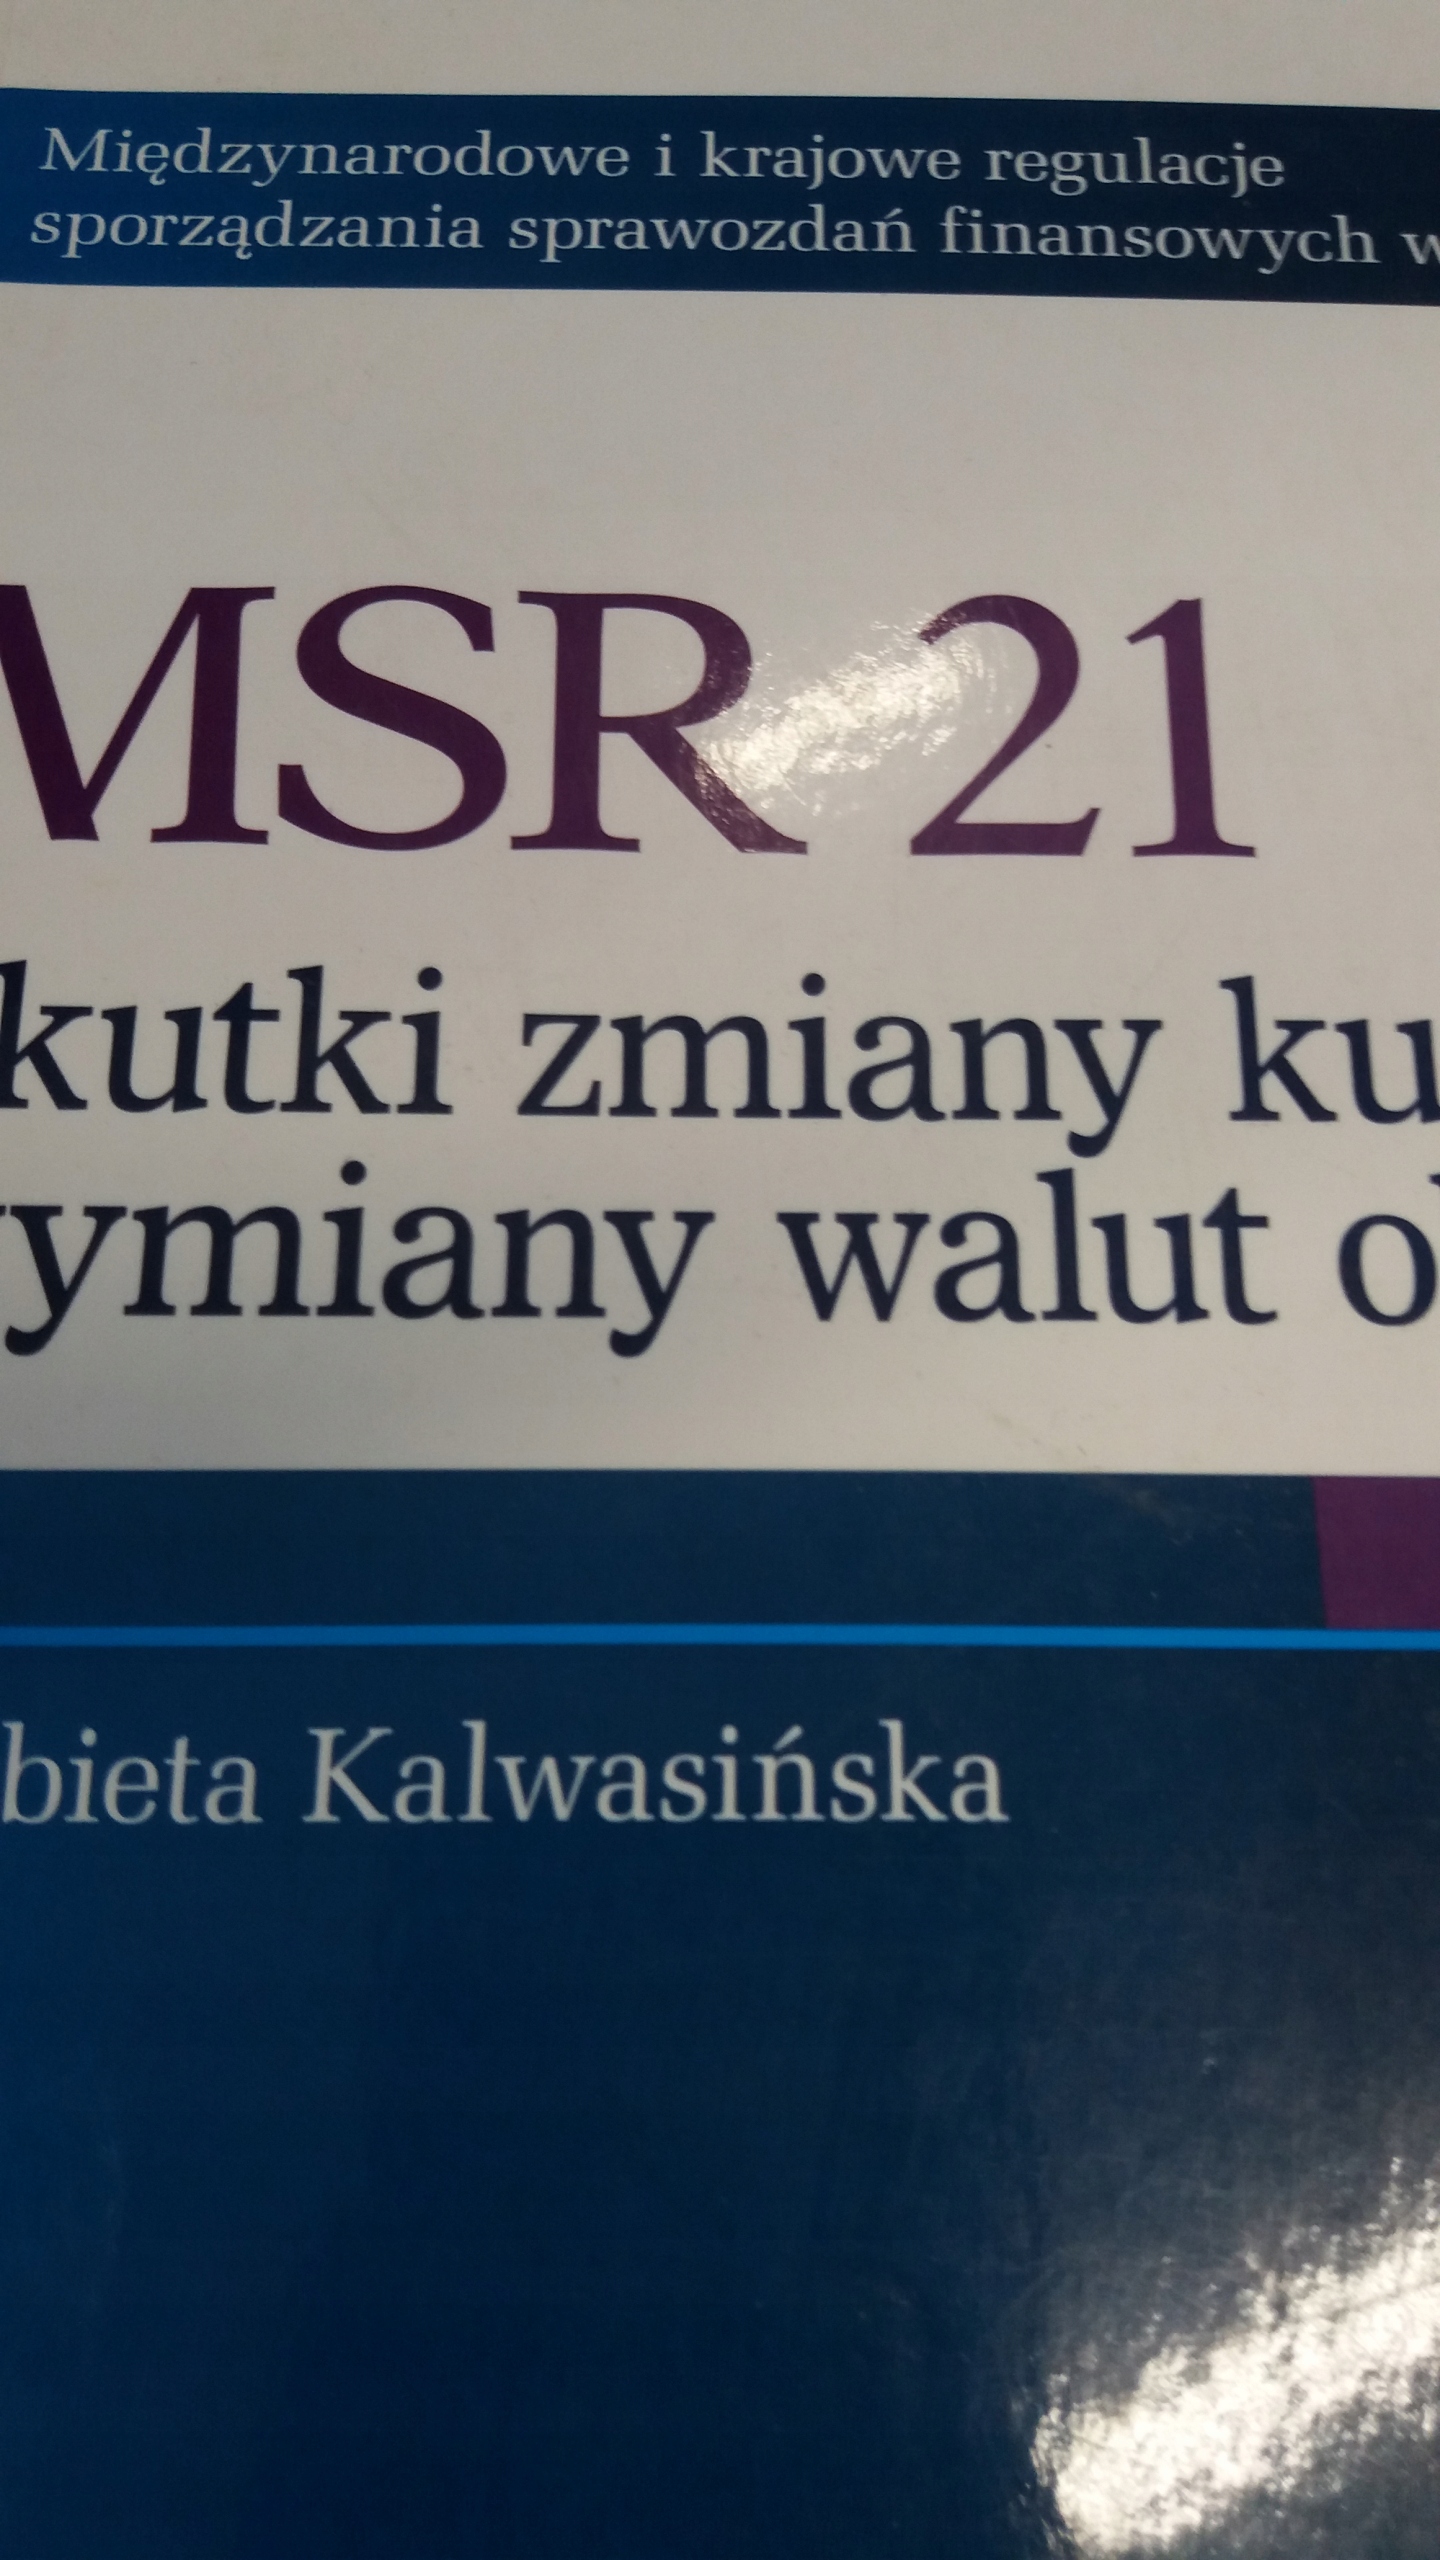 Międzynarodowe i krajowe regulacje
sporządzania sprawozdań finansowych w
MSR 21
kutki zmiany ku
ymiany walut o
bieta Kalwasińska